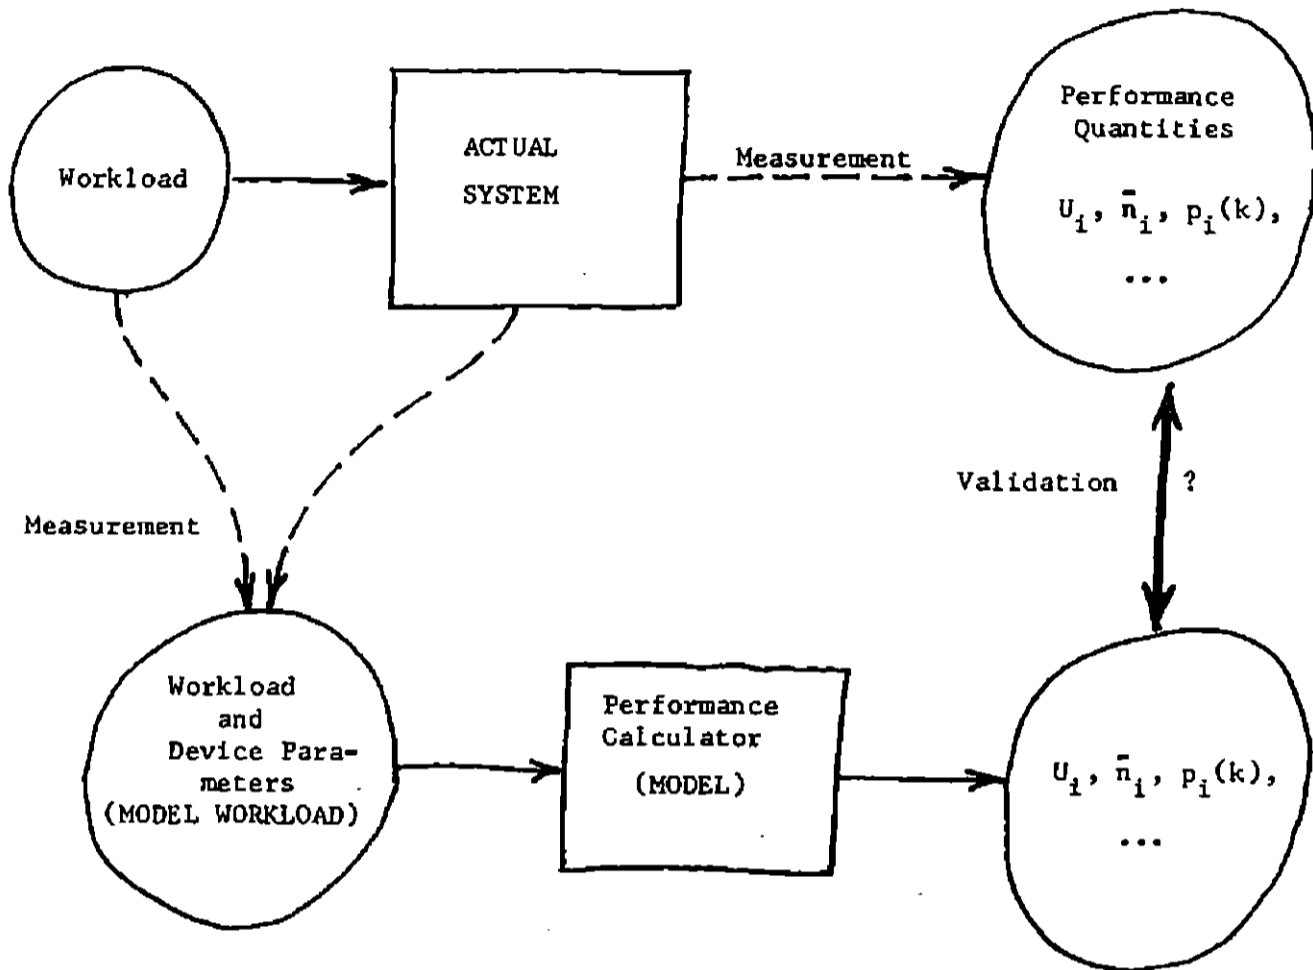 Workload
ACTUAL
SYSTEM
Measurement
Performance
Quantities
U_i, n̄_i, p_i(k),
...
Measurement
Validation ?
Workload
and
Device Para-
meters
(MODEL WORKLOAD)
Performance
Calculator
(MODEL)
U_i, n̄_i, p_i(k),
...